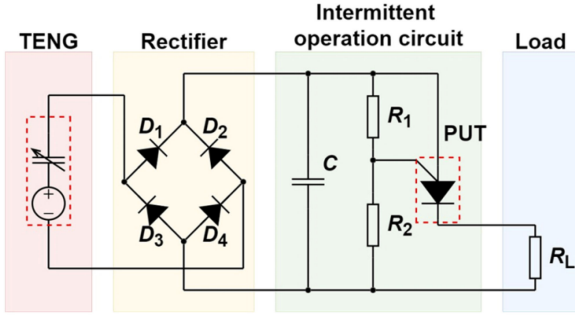 TENG
Rectifier
Intermittent
operation circuit
Load
D1
D2
D3
D4
C
R1
R2
PUT
RL
+
−